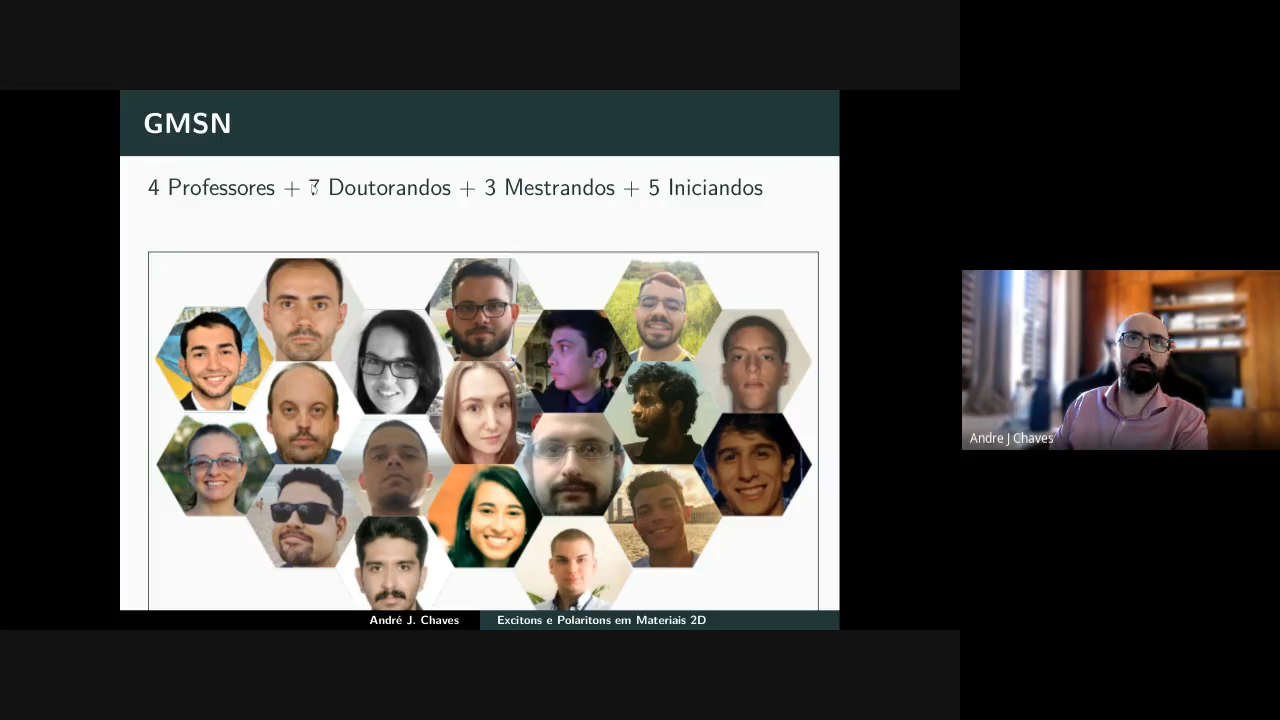 GMSN
4 Professores + 7 Doutorandos + 3 Mestrandos + 5 Iniciandos
Andre J Chaves
André J. Chaves
Excitons e Polaritons em Materiais 2D